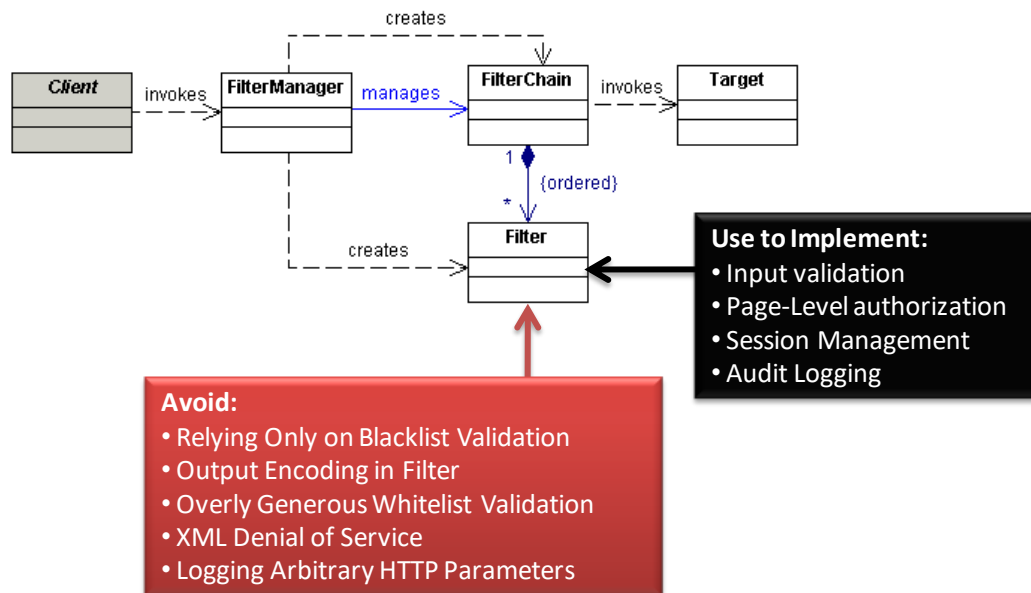 creates
Client
invokes
FilterManager
manages
FilterChain
invokes
Target
1
{ordered}
*
creates
Filter
Use to Implement:
• Input validation
• Page-Level authorization
• Session Management
• Audit Logging
Avoid:
• Relying Only on Blacklist Validation
• Output Encoding in Filter
• Overly Generous Whitelist Validation
• XML Denial of Service
• Logging Arbitrary HTTP Parameters